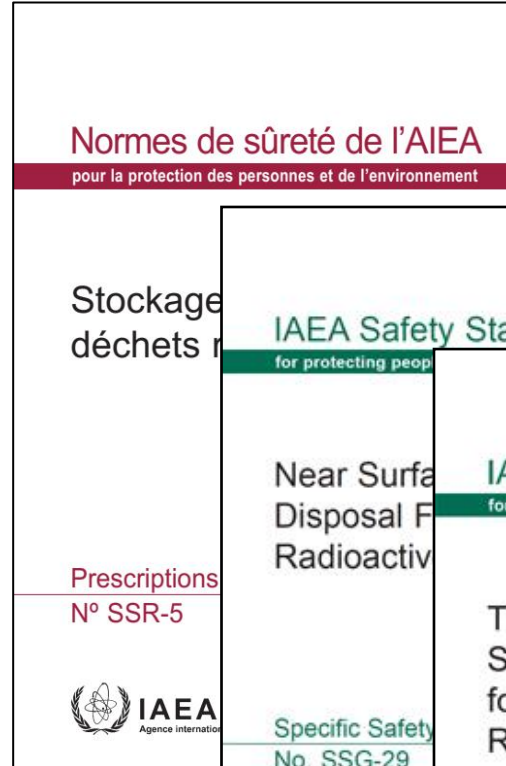 Normes de sûreté de l'AIEA
pour la protection des personnes et de l'environnement
Stockage
déchets r
Prescriptions
Nº SSR-5
IAEA
Agence internation
IAEA Safety Sta
for protecting peop
Near Surfa
Disposal F
Radioactiv
Specific Safety
No. SSG-29
IA
for
T
S
fo
R